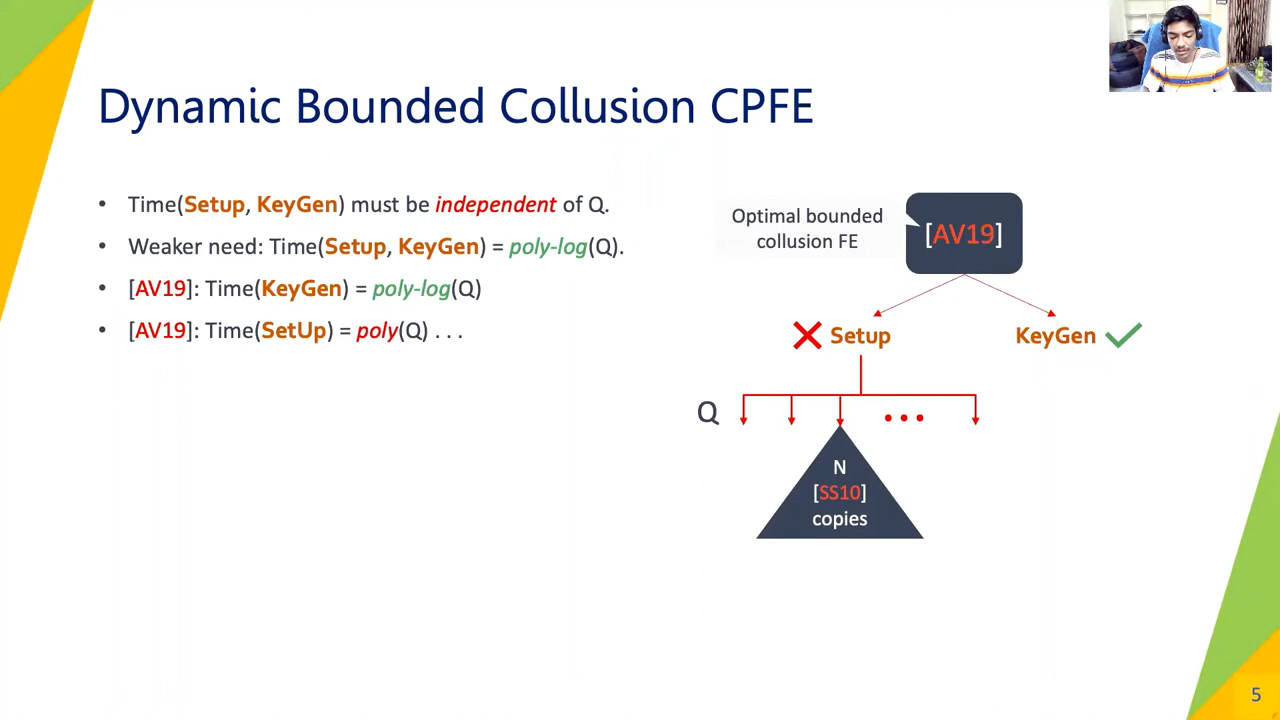 Dynamic Bounded Collusion CPFE
• Time(Setup, KeyGen) must be independent of Q.
• Weaker need: Time(Setup, KeyGen) = poly-log(Q).
• [AV19]: Time(KeyGen) = poly-log(Q)
• [AV19]: Time(SetUp) = poly(Q) . . .
Optimal bounded
collusion FE
[AV19]
Setup
KeyGen
Q
...
N
[SS10]
copies
5